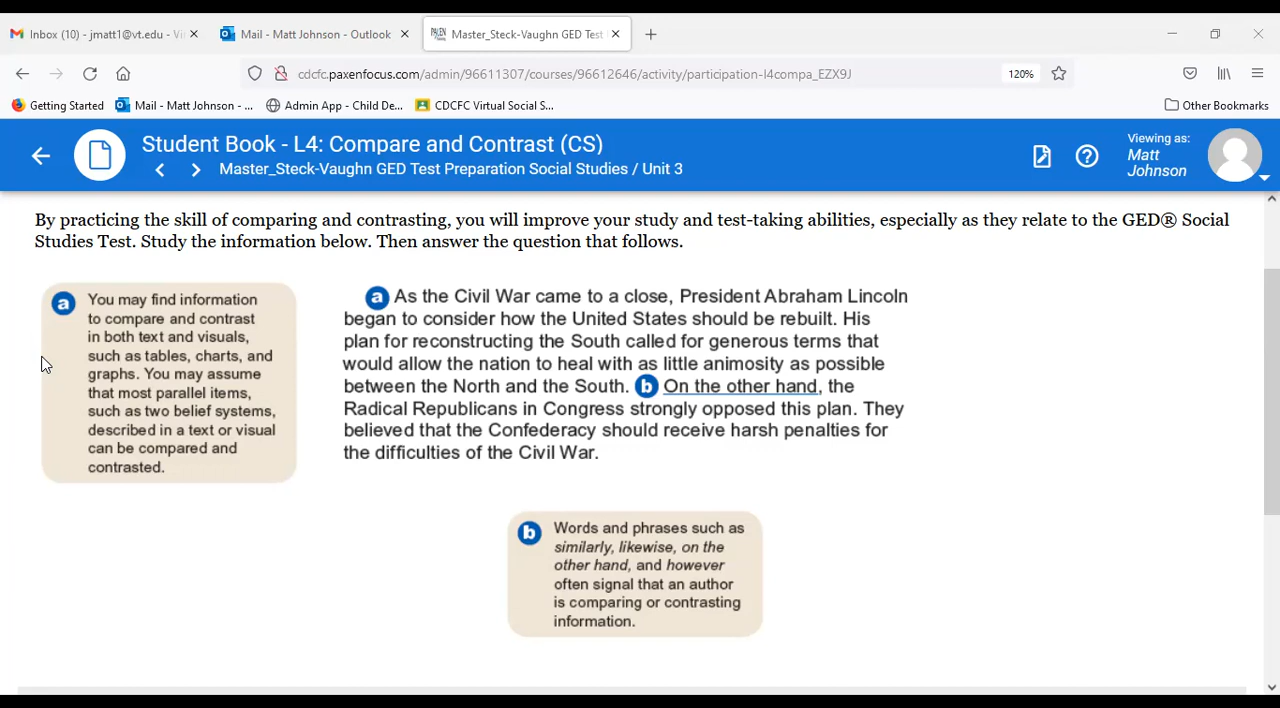 Inbox (10) - jmatt1@vt.edu - Vi
Mail - Matt Johnson - Outlook
PAXEN
Master_Steck-Vaughn GED Test
cdcfc.paxenfocus.com/admin/96611307/courses/96612646/activity/participation-l4compa_EZX9J
120%
Getting Started
Mail - Matt Johnson - ...
Admin App - Child De...
CDCFC Virtual Social S...
Other Bookmarks
Student Book - L4: Compare and Contrast (CS)
Master_Steck-Vaughn GED Test Preparation Social Studies / Unit 3
Viewing as:
Matt
Johnson
By practicing the skill of comparing and contrasting, you will improve your study and test-taking abilities, especially as they relate to the GED® Social
Studies Test. Study the information below. Then answer the question that follows.
a You may find information
to compare and contrast
in both text and visuals,
such as tables, charts, and
graphs. You may assume
that most parallel items,
such as two belief systems,
described in a text or visual
can be compared and
contrasted.
a As the Civil War came to a close, President Abraham Lincoln
began to consider how the United States should be rebuilt. His
plan for reconstructing the South called for generous terms that
would allow the nation to heal with as little animosity as possible
between the North and the South. b On the other hand, the
Radical Republicans in Congress strongly opposed this plan. They
believed that the Confederacy should receive harsh penalties for
the difficulties of the Civil War.
b Words and phrases such as
similarly, likewise, on the
other hand, and however
often signal that an author
is comparing or contrasting
information.